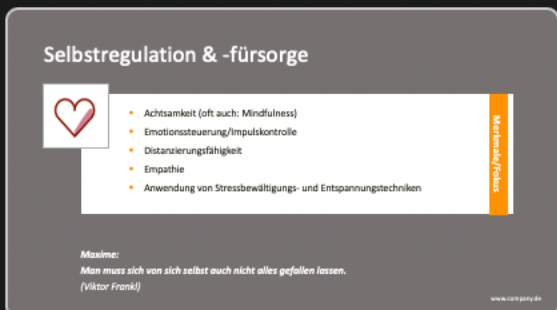 Selbstregulation & -fürsorge
Achtsamkeit (oft auch: Mindfulness)
Emotionssteuerung/Impulskontrolle
Distanzierungsfähigkeit
Empathie
Anwendung von Stressbewältigungs- und Entspannungstechniken
Merkmale/Fokus
Maxime:
Man muss sich von sich selbst auch nicht alles gefallen lassen.
(Viktor Frankl)
www.company.de